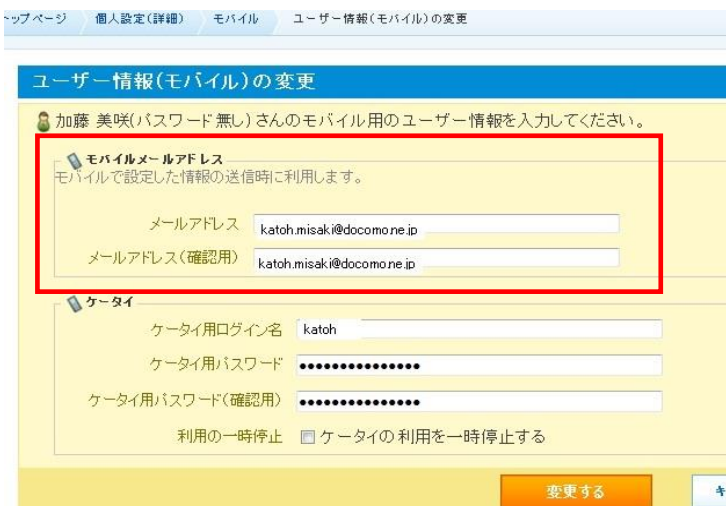 トップページ 個人設定(詳細) モバイル ユーザー情報(モバイル)の変更
ユーザー情報(モバイル)の変更
加藤 美咲(パスワード無し)さんのモバイル用のユーザー情報を入力してください。
モバイルメールアドレス
モバイルで設定した情報の送信時に利用します。
メールアドレス katoh.misaki@docomo.ne.jp
メールアドレス(確認用) katoh.misaki@docomo.ne.jp
ケータイ
ケータイ用ログイン名 katoh
ケータイ用パスワード •••••••••••••••
ケータイ用パスワード(確認用) •••••••••••••••
利用の一時停止 ケータイの利用を一時停止する
変更する キ